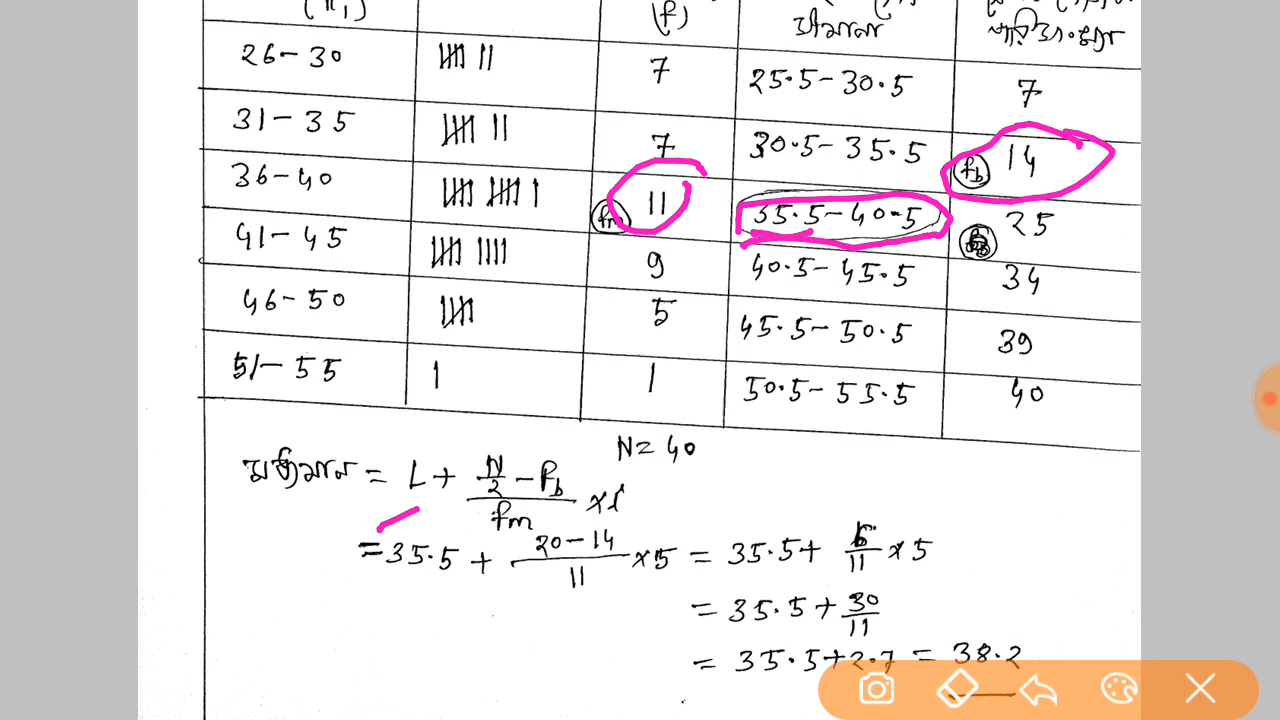 (f)
26-30 7 25.5-30.5 7
31-35 7 30.5-35.5 fb 14
36-40 fm 11 35.5-40.5 25
41-45 9 40.5-45.5 34
46-50 5 45.5-50.5 39
51-55 1 50.5-55.5 40
N=40
= L + (N/2 - fb)/fm × i
= 35.5 + (20-14)/11 × 5 = 35.5 + 6/11 × 5
= 35.5 + 30/11
= 35.5+2.7 = 38.2